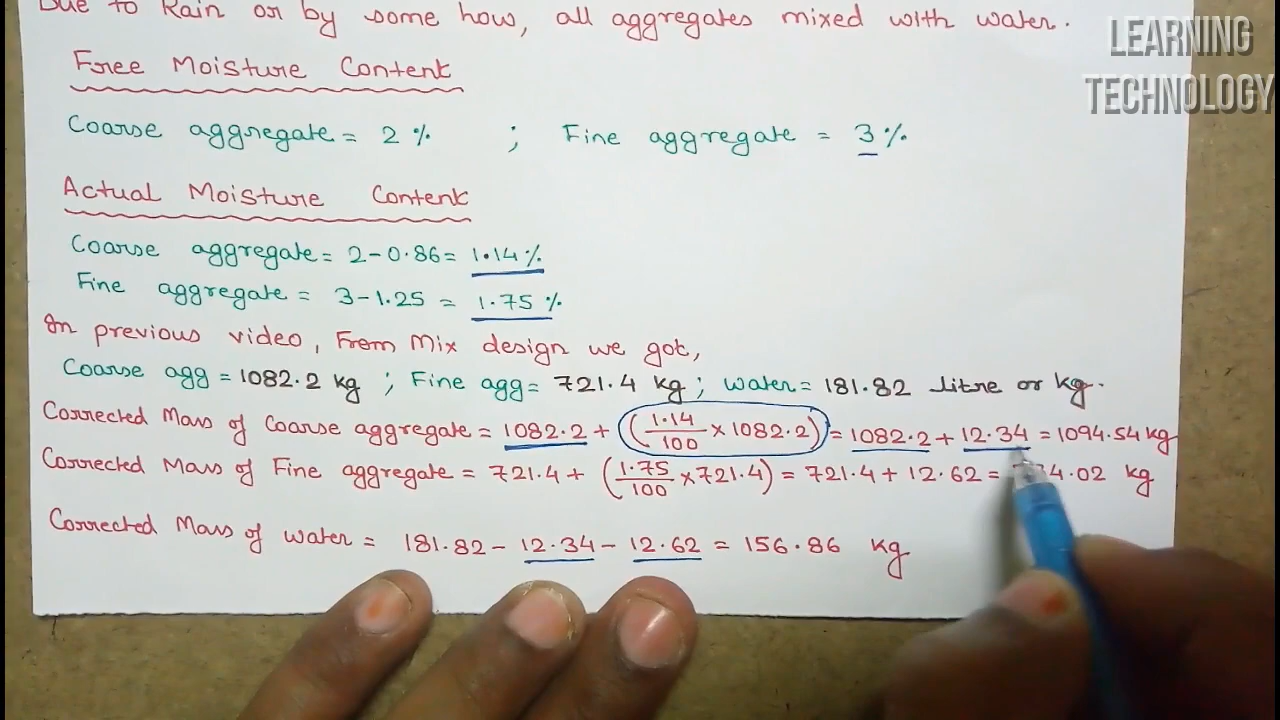 Due to Rain or by some how, all aggregates mixed with water.
LEARNING
TECHNOLOGY
Free Moisture Content
Coarse aggregate = 2% ; Fine aggregate = 3%
Actual Moisture Content
Coarse aggregate = 2-0.86= 1.14%
Fine aggregate = 3-1.25 = 1.75%
In previous video, From Mix design we got,
Coarse agg = 1082.2 kg ; Fine agg= 721.4 kg ; Water= 181.82 litre or kg.
Corrected Mass of Coarse aggregate = 1082.2 + (1.14/100 × 1082.2) = 1082.2 + 12.34 = 1094.54 kg
Corrected Mass of Fine aggregate = 721.4 + (1.75/100 × 721.4) = 721.4 + 12.62 = 4.02 kg
Corrected Mass of water = 181.82 - 12.34 - 12.62 = 156.86 kg